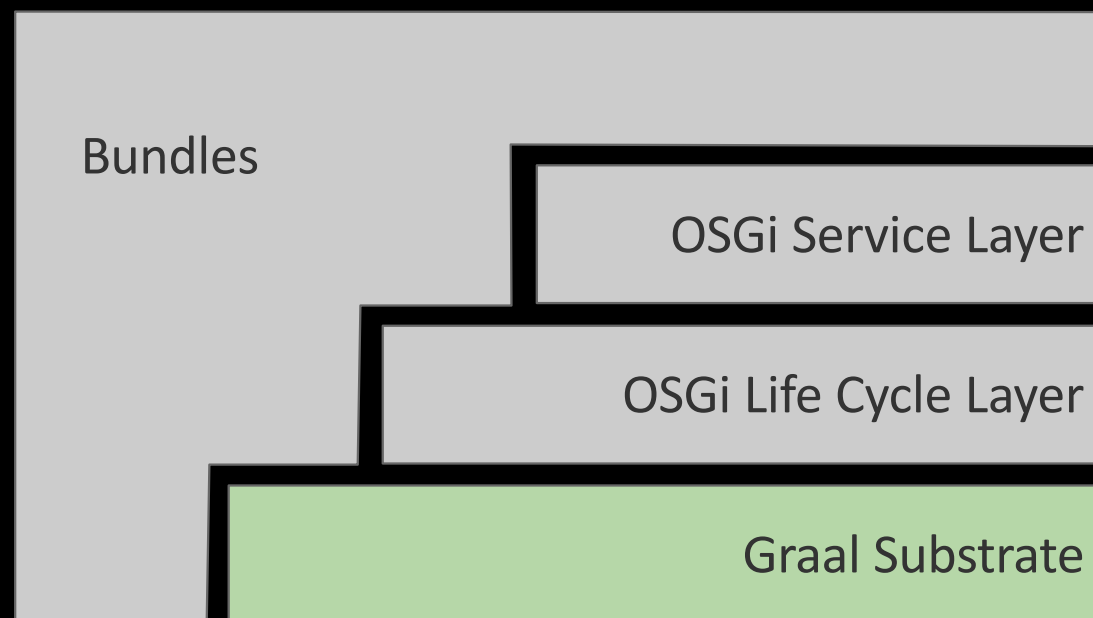 Bundles
OSGi Service Layer
OSGi Life Cycle Layer
Graal Substrate